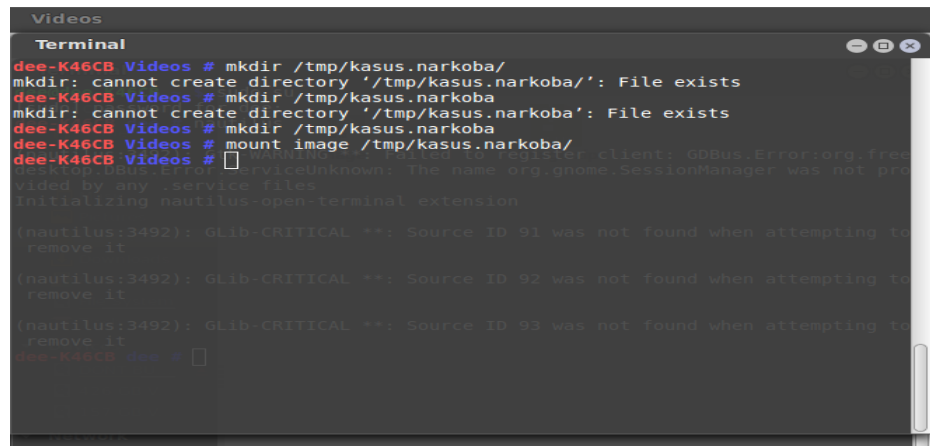 Videos
Terminal
dee-K46CB Videos # mkdir /tmp/kasus.narkoba/
mkdir: cannot create directory ‘/tmp/kasus.narkoba/’: File exists
dee-K46CB Videos # mkdir /tmp/kasus.narkoba
mkdir: cannot create directory ‘/tmp/kasus.narkoba’: File exists
dee-K46CB Videos # mkdir /tmp/kasus.narkoba
dee-K46CB Videos # mount image /tmp/kasus.narkoba/
dee-K46CB Videos #
WARNING **: Failed to register client: GDBus.Error:org.free
desktop.DBus.Error.ServiceUnknown: The name org.gnome.SessionManager was not pro
vided by any .service files
Initializing nautilus-open-terminal extension
(nautilus:3492): GLib-CRITICAL **: Source ID 91 was not found when attempting to
remove it
(nautilus:3492): GLib-CRITICAL **: Source ID 92 was not found when attempting to
remove it
(nautilus:3492): GLib-CRITICAL **: Source ID 93 was not found when attempting to
remove it
dee-K46CB dee #
Network